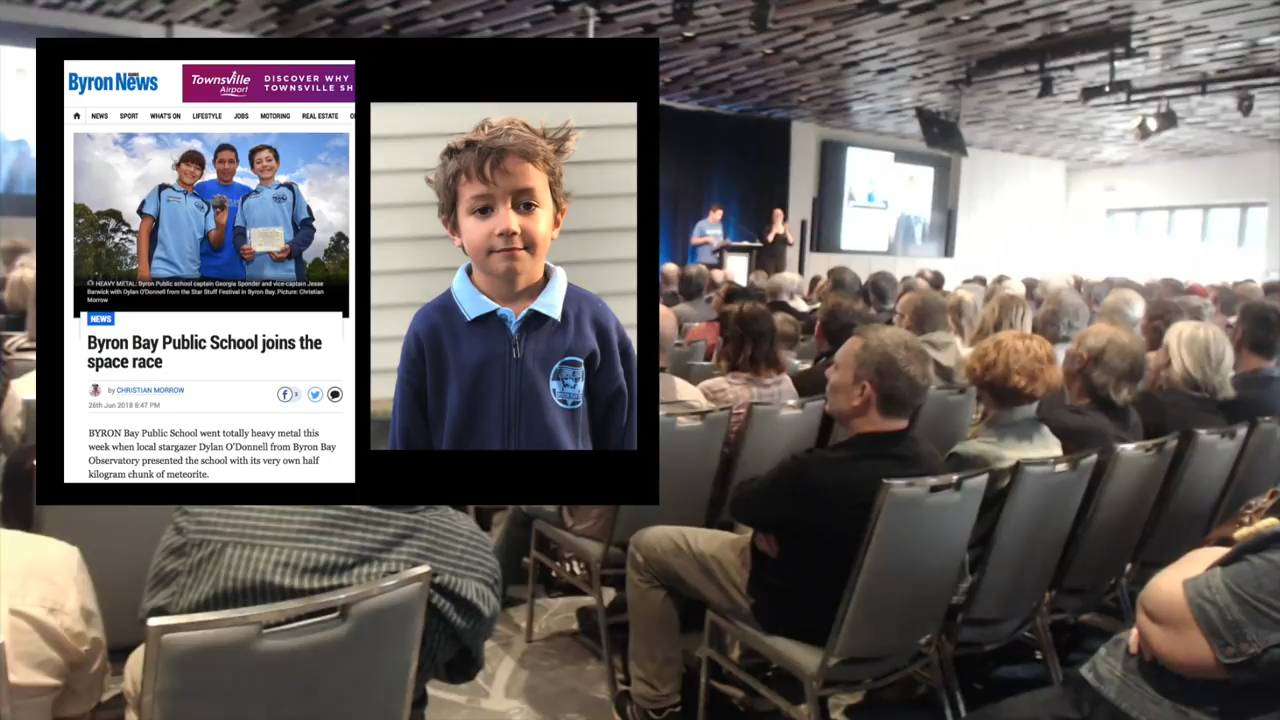 Byron News
Townsville
Airport
DISCOVER WHY
TOWNSVILLE SH
NEWS SPORT WHAT'S ON LIFESTYLE JOBS MOTORING REAL ESTATE
HEAVY METAL: Byron Public school captain Georgia Sponder and vice-captain Jesse
Barwick with Dylan O'Donnell from the Star Stuff Festival in Byron Bay. Picture: Christian
Morrow
NEWS
Byron Bay Public School joins the
space race
by CHRISTIAN MORROW
3
26th Jun 2018 8:47 PM
BYRON Bay Public School went totally heavy metal this
week when local stargazer Dylan O'Donnell from Byron Bay
Observatory presented the school with its very own half
kilogram chunk of meteorite.